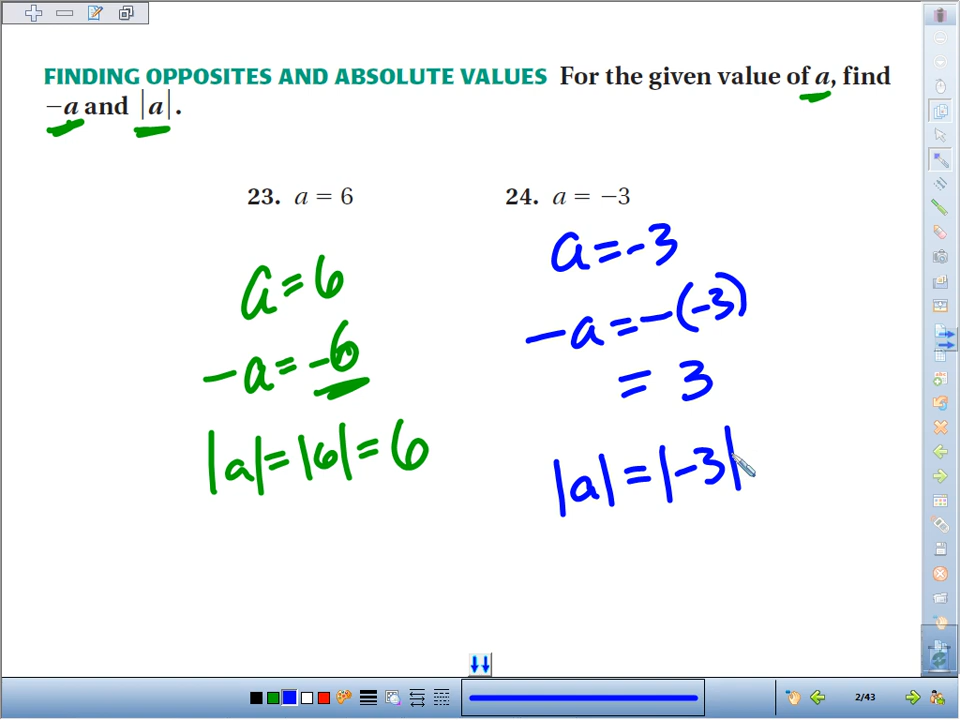 FINDING OPPOSITES AND ABSOLUTE VALUES For the given value of a, find
−a and |a|.
23. a = 6
24. a = −3
a = 6
−a = −6
|a| = |6| = 6
a = −3
−a = −(−3)
= 3
|a| = |−3|
2/43